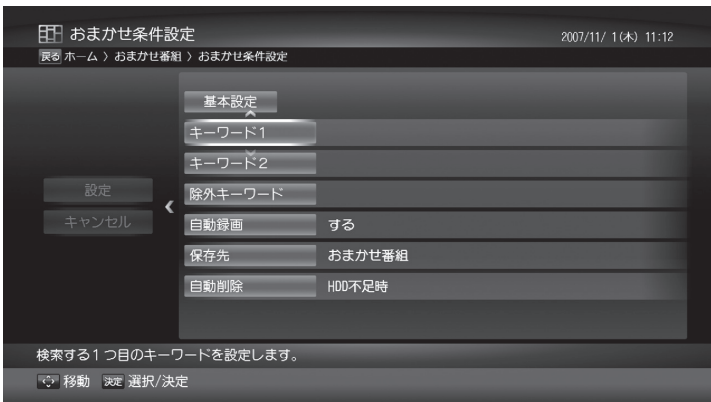 おまかせ条件設定
2007/11/ 1(木) 11:12
戻る ホーム 〉 おまかせ番組 〉 おまかせ条件設定
基本設定
キーワード1
キーワード2
除外キーワード
自動録画 する
保存先 おまかせ番組
自動削除 HDD不足時
設定
キャンセル
検索する1つ目のキーワードを設定します。
移動 決定 選択/決定